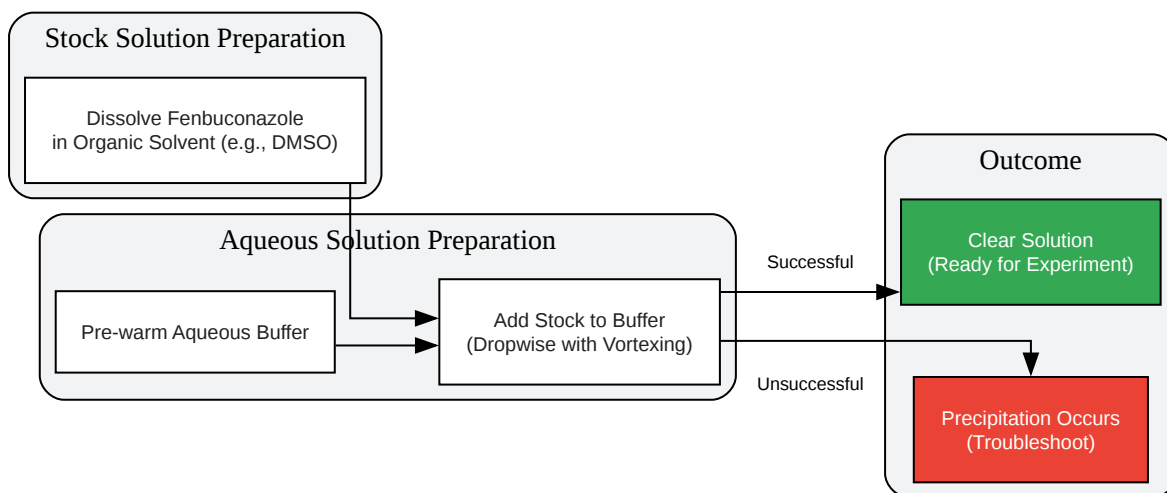 Stock Solution Preparation
Dissolve Fenbuconazole
in Organic Solvent (e.g., DMSO)
Aqueous Solution Preparation
Pre-warm Aqueous Buffer
Add Stock to Buffer
(Dropwise with Vortexing)
Successful
Unsuccessful
Outcome
Clear Solution
(Ready for Experiment)
Precipitation Occurs
(Troubleshoot)